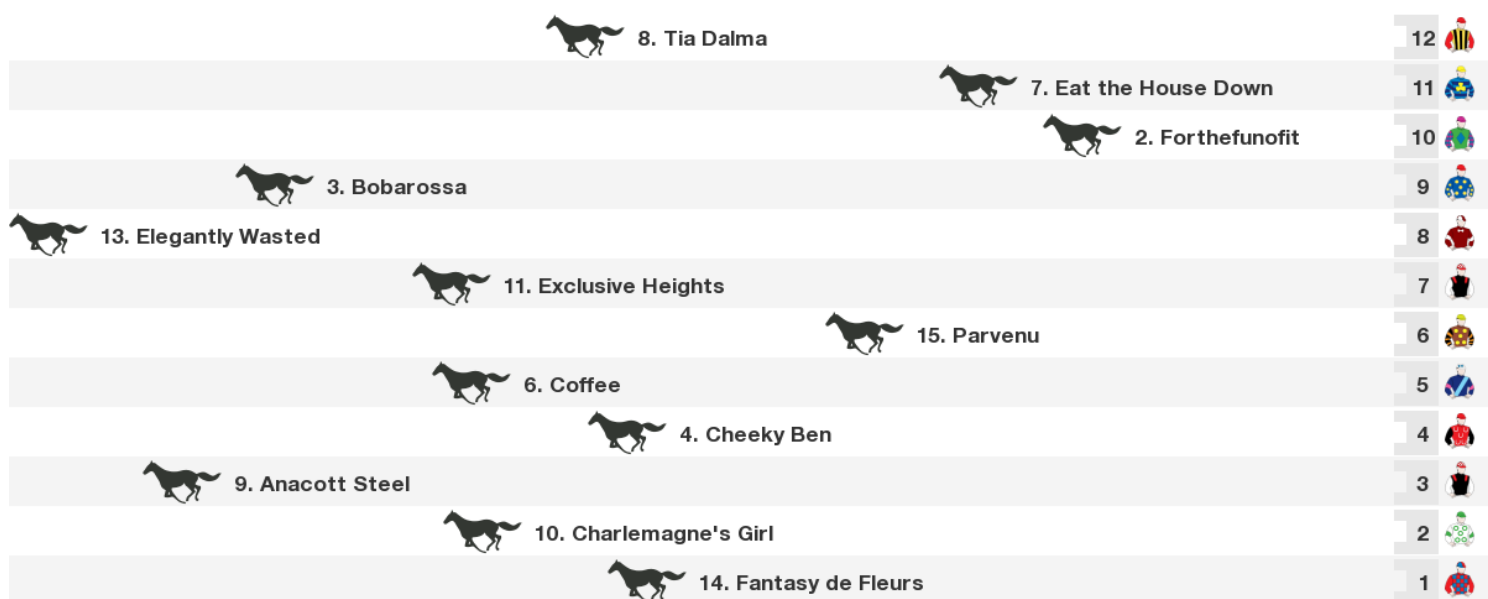 8. Tia Dalma 12
7. Eat the House Down 11
2. Forthefunofit 10
3. Bobarossa 9
13. Elegantly Wasted 8
11. Exclusive Heights 7
15. Parvenu 6
6. Coffee 5
4. Cheeky Ben 4
9. Anacott Steel 3
10. Charlemagne's Girl 2
14. Fantasy de Fleurs 1